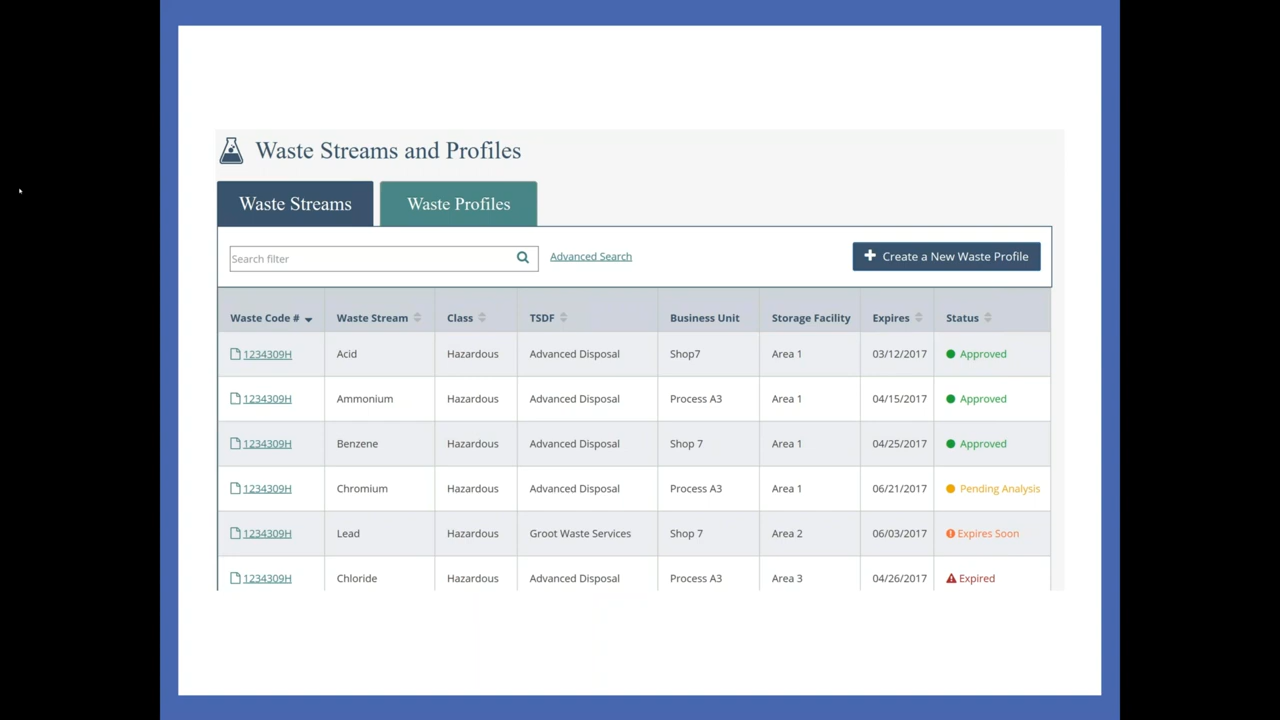 Waste Streams and Profiles
Waste Streams Waste Profiles
Search filter Advanced Search Create a New Waste Profile
Waste Code # Waste Stream Class TSDF Business Unit Storage Facility Expires Status
1234309H Acid Hazardous Advanced Disposal Shop7 Area 1 03/12/2017 Approved
1234309H Ammonium Hazardous Advanced Disposal Process A3 Area 1 04/15/2017 Approved
1234309H Benzene Hazardous Advanced Disposal Shop 7 Area 1 04/25/2017 Approved
1234309H Chromium Hazardous Advanced Disposal Process A3 Area 1 06/21/2017 Pending Analysis
1234309H Lead Hazardous Groot Waste Services Shop 7 Area 2 06/03/2017 Expires Soon
1234309H Chloride Hazardous Advanced Disposal Process A3 Area 3 04/26/2017 Expired